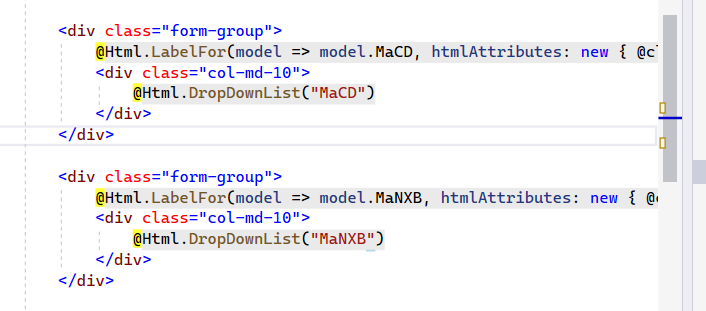 <div class="form-group">
@Html.LabelFor(model => model.MaCD, htmlAttributes: new { @cl
<div class="col-md-10">
@Html.DropDownList("MaCD")
</div>
</div>
<div class="form-group">
@Html.LabelFor(model => model.MaNXB, htmlAttributes: new { @c
<div class="col-md-10">
@Html.DropDownList("MaNXB")
</div>
</div>